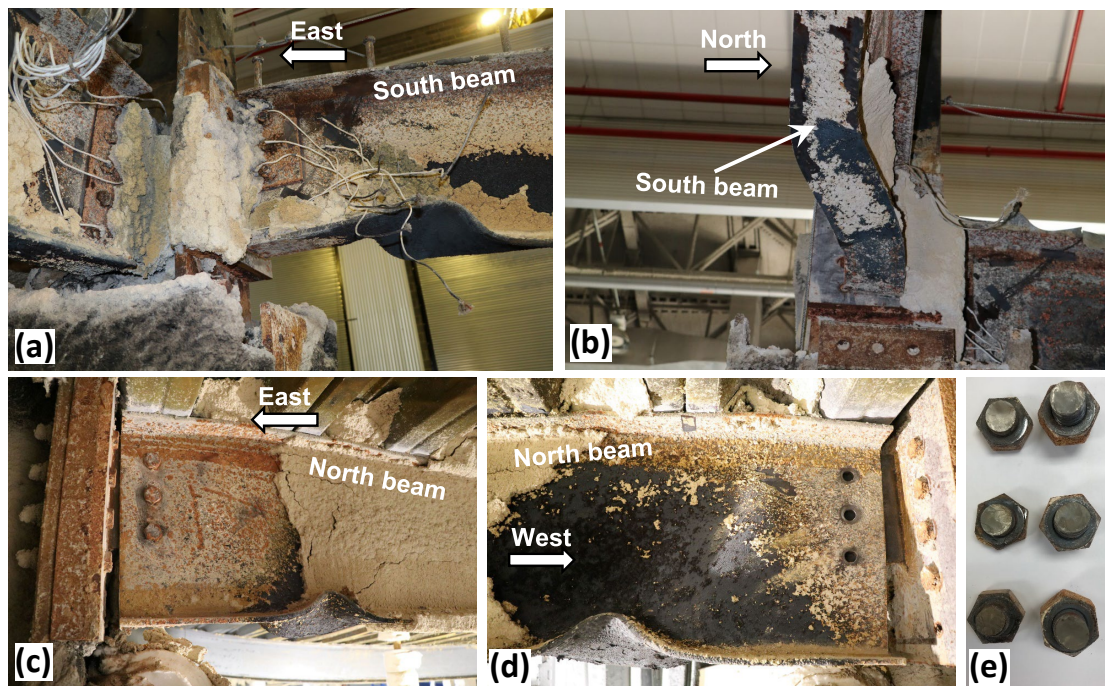 East
South beam
(a)
North
South beam
(b)
East
North beam
(c)
North beam
West
(d)
(e)